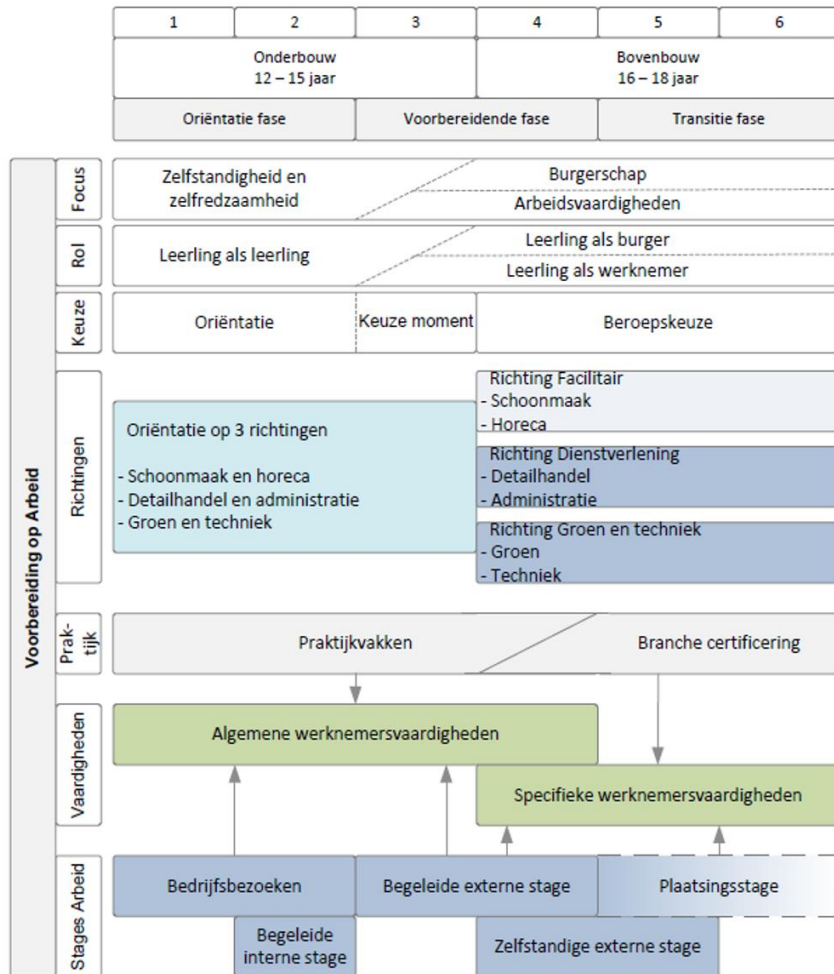 1 2 3 4 5 6
Onderbouw
12 – 15 jaar
Bovenbouw
16 – 18 jaar
Oriëntatie fase
Voorbereidende fase
Transitie fase
Voorbereiding op Arbeid
Focus
Zelfstandigheid en
zelfredzaamheid
Burgerschap
Arbeidsvaardigheden
Rol
Leerling als leerling
Leerling als burger
Leerling als werknemer
Keuze
Oriëntatie
Keuze moment
Beroepskeuze
Richtingen
Oriëntatie op 3 richtingen
- Schoonmaak en horeca
- Detailhandel en administratie
- Groen en techniek
Richting Facilitair
- Schoonmaak
- Horeca
Richting Dienstverlening
- Detailhandel
- Administratie
Richting Groen en techniek
- Groen
- Techniek
Prak-
tijk
Praktijkvakken
Branche certificering
Vaardigheden
Algemene werknemersvaardigheden
Specifieke werknemersvaardigheden
Stages Arbeid
Bedrijfsbezoeken
Begeleide externe stage
Plaatsingsstage
Begeleide
interne stage
Zelfstandige externe stage